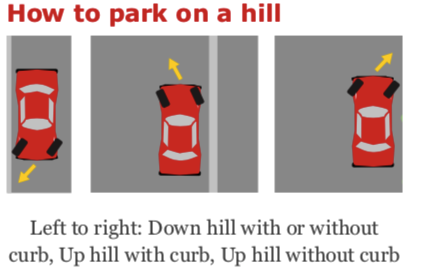 How to park on a hill
Left to right: Down hill with or without
curb, Up hill with curb, Up hill without curb